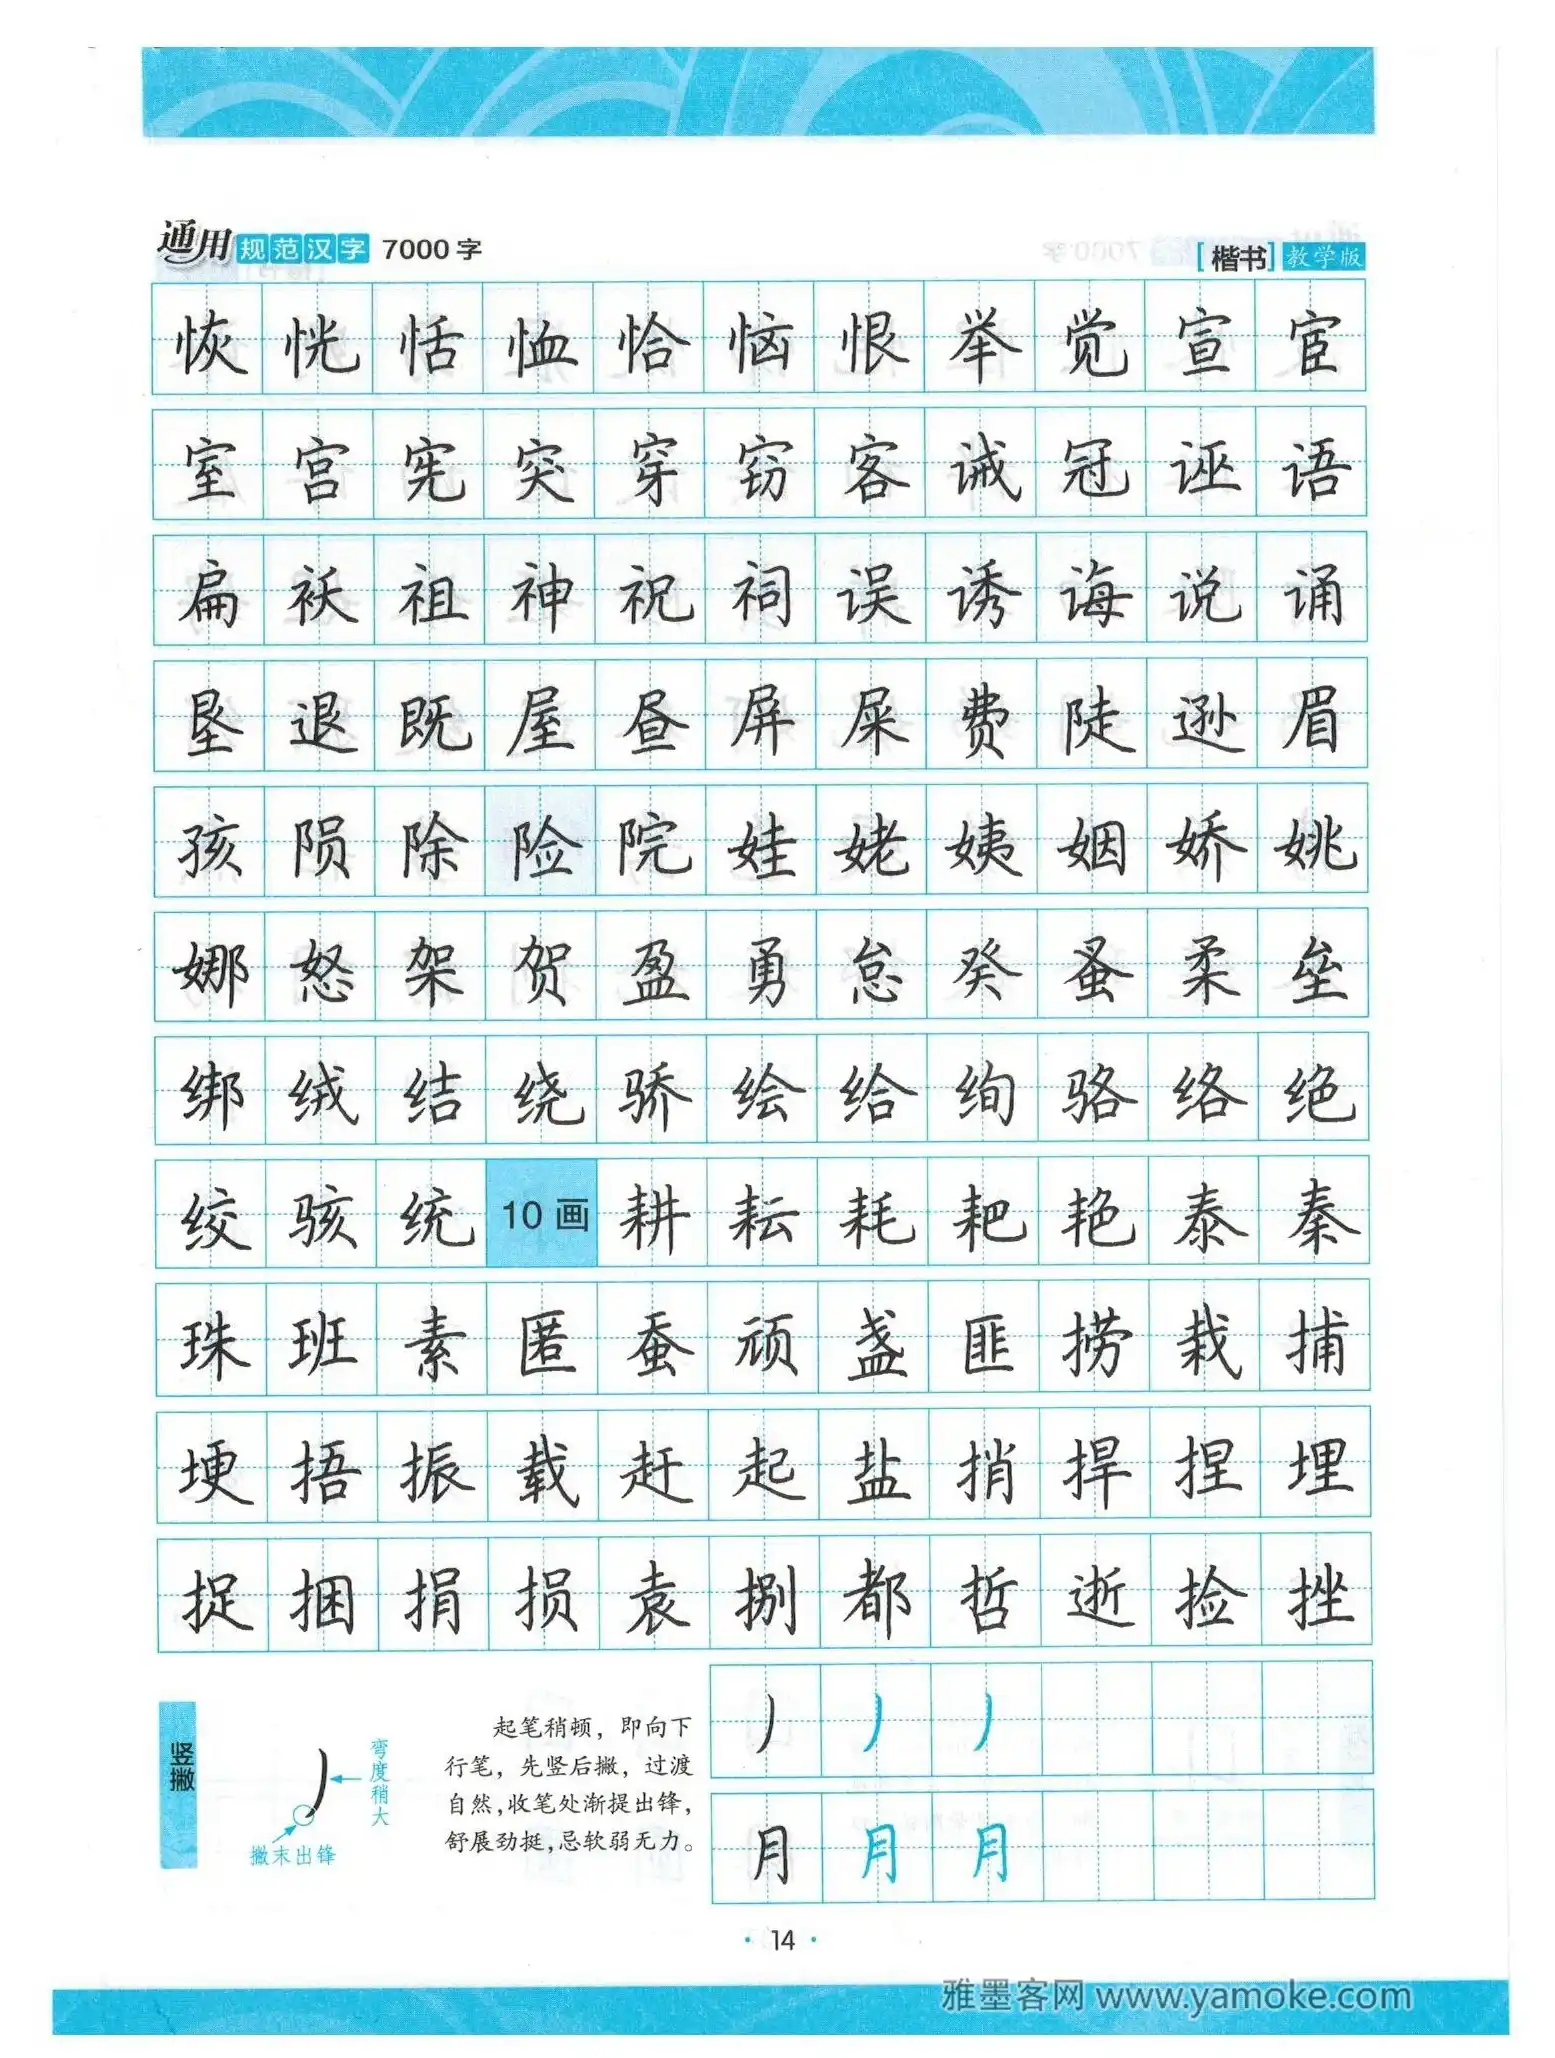 通用规范汉字 7000 字 [楷书] 教学版
恢 恍 恬 恤 恰 恼 恨 举 觉 宣 宦
室 宫 宪 突 穿 窃 客 诫 冠 诬 语
扁 袄 祖 神 祝 祠 误 诱 诲 说 诵
垦 退 既 屋 昼 屏 屎 费 陡 逊 眉
孩 陨 除 险 院 娃 姥 姨 姻 娇 姚
娜 怒 架 贺 盈 勇 怠 癸 蚤 柔 垒
绑 绒 结 绕 骄 绘 给 绚 骆 络 绝
绞 骇 统 10 画 耕 耘 耗 耙 艳 泰 秦
珠 班 素 匿 蚕 顽 盏 匪 捞 栽 捕
埂 捂 振 载 赶 起 盐 捎 捍 捏 埋
捉 捆 捐 损 袁 捌 都 哲 逝 捡 挫
竖撇
弯度稍大
撇末出锋
起笔稍顿，即向下
行笔，先竖后撇，过渡
自然，收笔处渐提出锋，
舒展劲挺，忌软弱无力。
丿 丿 丿
月 月 月
· 14 ·
雅墨客网 www.yamoke.com